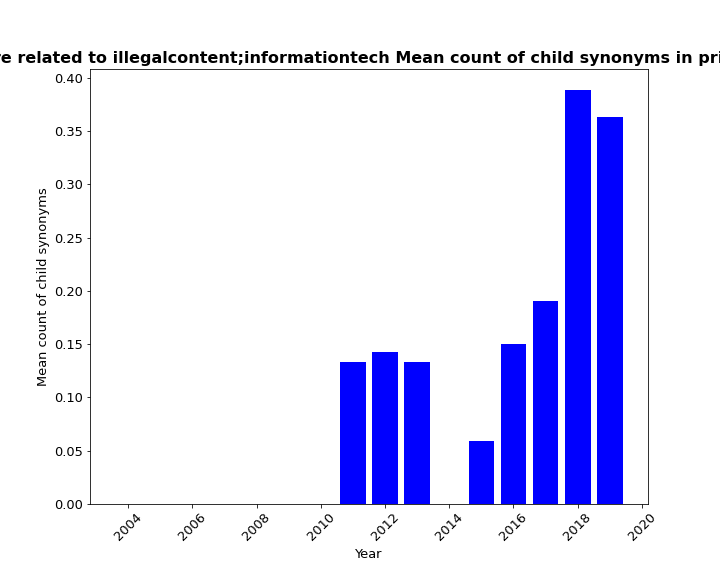 re related to illegalcontent;informationtech Mean count of child synonyms in pri
0.40
0.35
0.30
0.25
0.20
0.15
0.10
0.05
0.00
Mean count of child synonyms
2004 2006 2008 2010 2012 2014 2016 2018 2020
Year